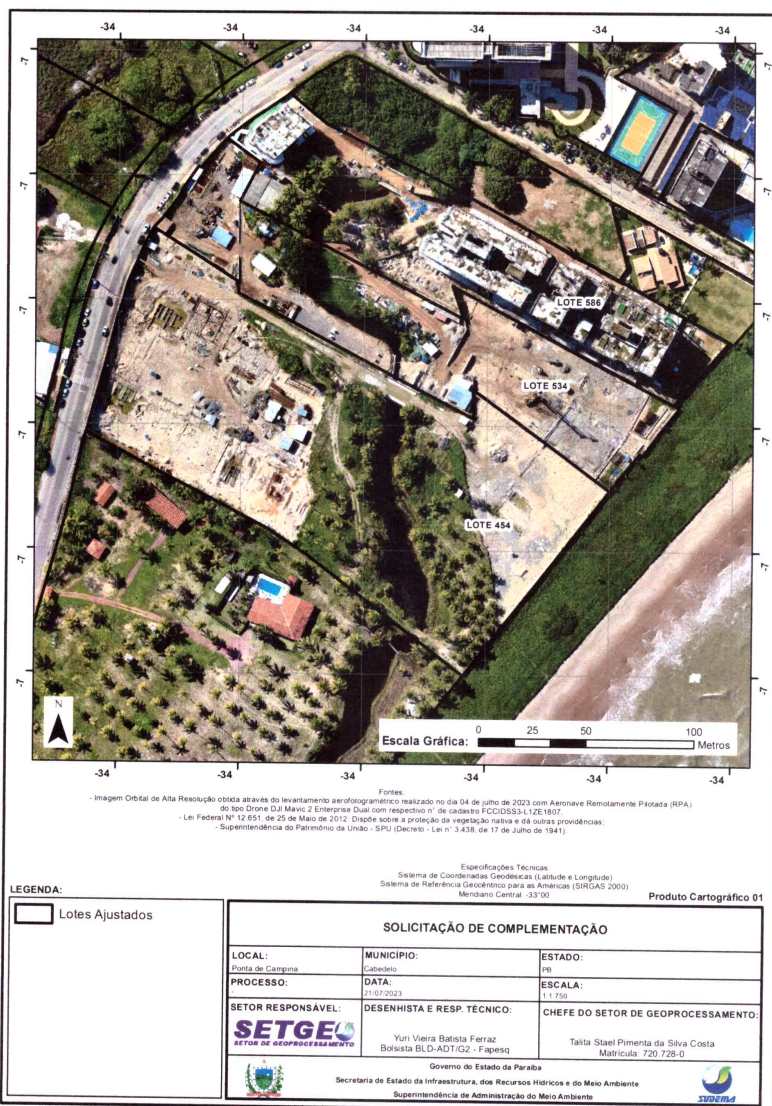 -34 -34 -34 -34 -34
-7 -7
-7 -7
-7 -7
-7 -7
-7 -7
-7 -7
LOTE 586
LOTE 534
LOTE 454
N
Escala Gráfica: 0 25 50 100 Metros
-34 -34 -34 -34 -34
Fontes:
- Imagem Orbital de Alta Resolução obtida através do levantamento aerofotogramétrico realizado no dia 04 de julho de 2023 com Aeronave Remotamente Pilotada (RPA)
do tipo Drone DJI Mavic 2 Enterprise Dual com respectivo n° de cadastro FCCIDSS3-L1ZE1807.
- Lei Federal Nº 12.651, de 25 de Maio de 2012: Dispõe sobre a proteção da vegetação nativa e dá outras providências;
- Superintendência do Patrimônio da União - SPU (Decreto - Lei n° 3.438, de 17 de Julho de 1941).
Especificações Técnicas:
Sistema de Coordenadas Geodésicas (Latitude e Longitude)
Sistema de Referência Geocêntrico para as Américas (SIRGAS 2000)
Meridiano Central: -33°00
Produto Cartográfico 01
LEGENDA:
Lotes Ajustados
SOLICITAÇÃO DE COMPLEMENTAÇÃO
LOCAL: MUNICÍPIO: ESTADO:
Ponta de Campina Cabedelo PB
PROCESSO: DATA: ESCALA:
- 21/07/2023 1:1.750
SETOR RESPONSÁVEL: DESENHISTA E RESP. TÉCNICO: CHEFE DO SETOR DE GEOPROCESSAMENTO:
SETGEO
SETOR DE GEOPROCESSAMENTO
Yuri Vieira Batista Ferraz
Bolsista BLD-ADT/G2 - Fapesq
Talita Stael Pimenta da Silva Costa
Matrícula: 720.728-0
Governo do Estado da Paraíba
Secretaria de Estado da Infraestrutura, dos Recursos Hídricos e do Meio Ambiente
Superintendência de Administração do Meio Ambiente
SUDEMA